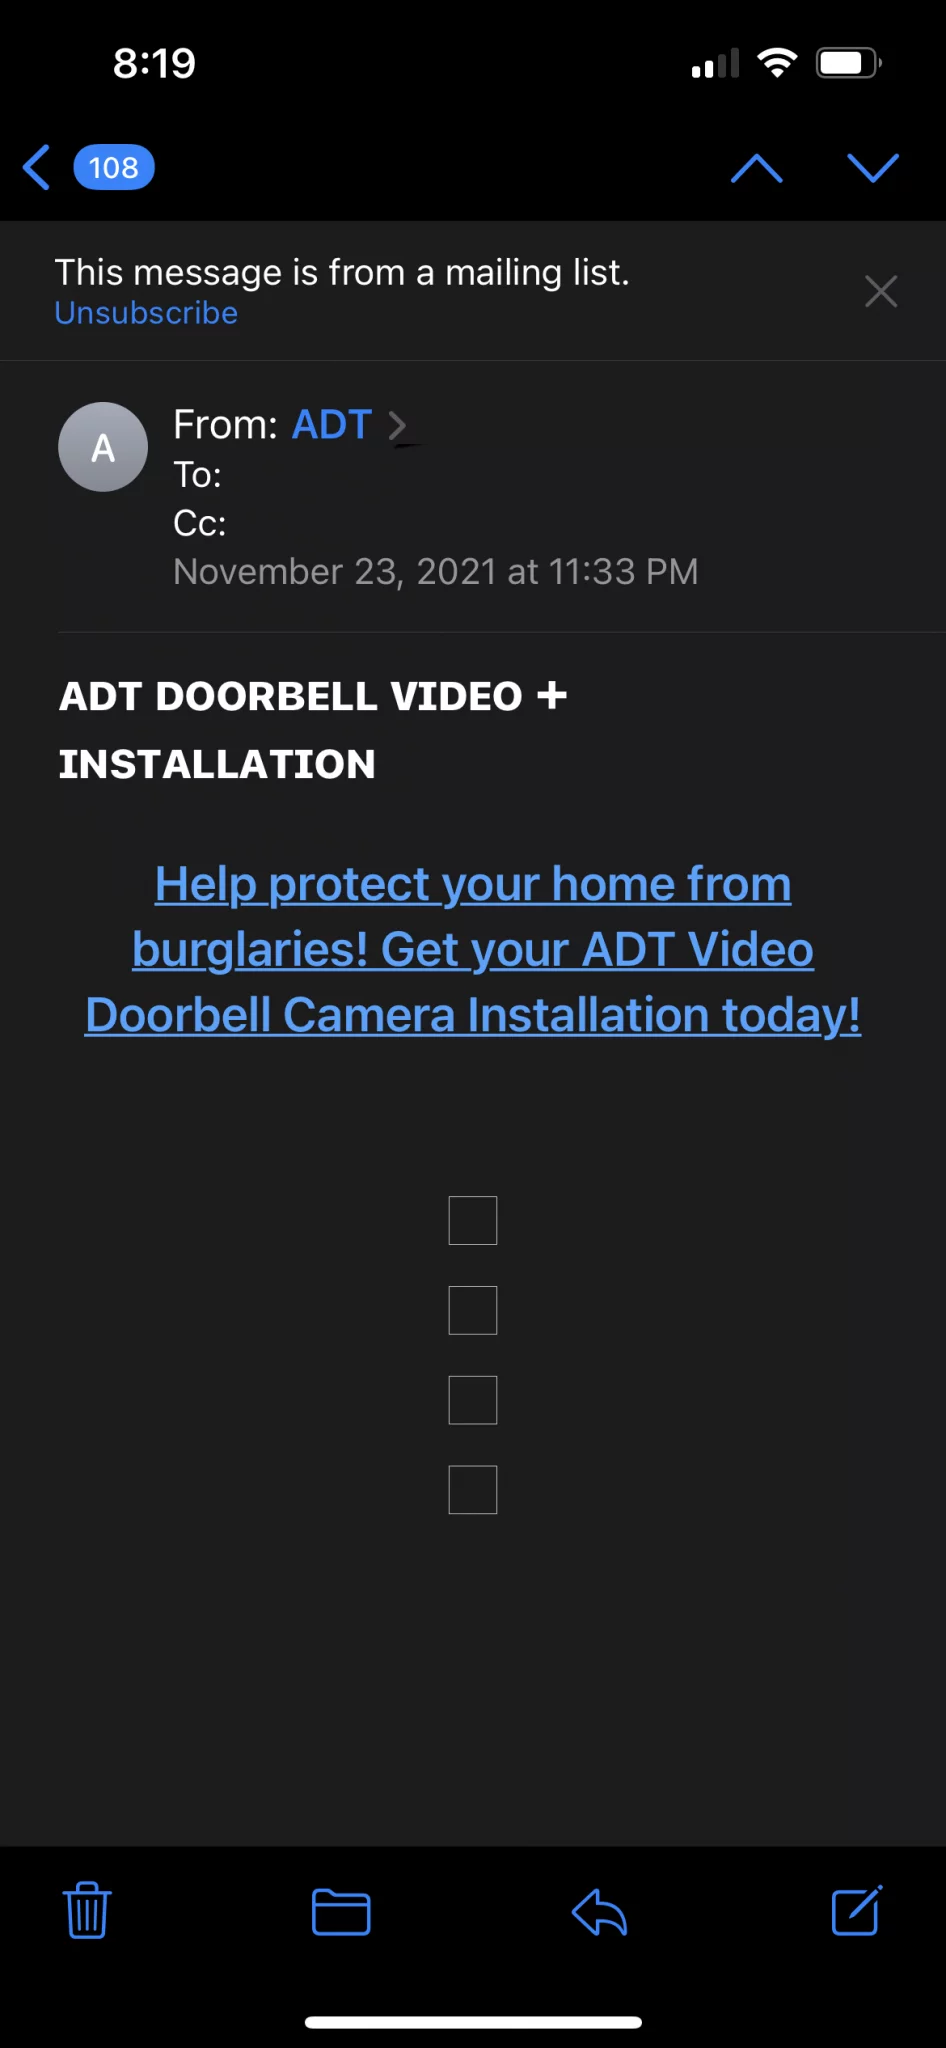 8:19
108
This message is from a mailing list.
Unsubscribe
A
From: ADT
To:
Cc:
November 23, 2021 at 11:33 PM
ADT DOORBELL VIDEO +
INSTALLATION
Help protect your home from
burglaries! Get your ADT Video
Doorbell Camera Installation today!